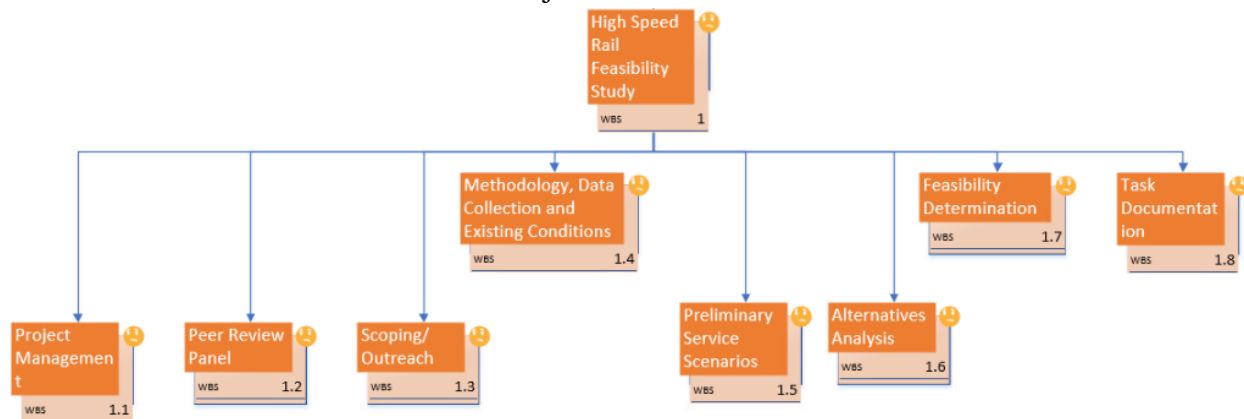 High Speed
Rail
Feasibility
Study
WBS 1
Methodology, Data
Collection and
Existing Conditions
WBS 1.4
Feasibility
Determination
WBS 1.7
Task
Documentat
ion
WBS 1.8
Project
Managemen
t
WBS 1.1
Peer Review
Panel
WBS 1.2
Scoping/
Outreach
WBS 1.3
Preliminary
Service
Scenarios
WBS 1.5
Alternatives
Analysis
WBS 1.6